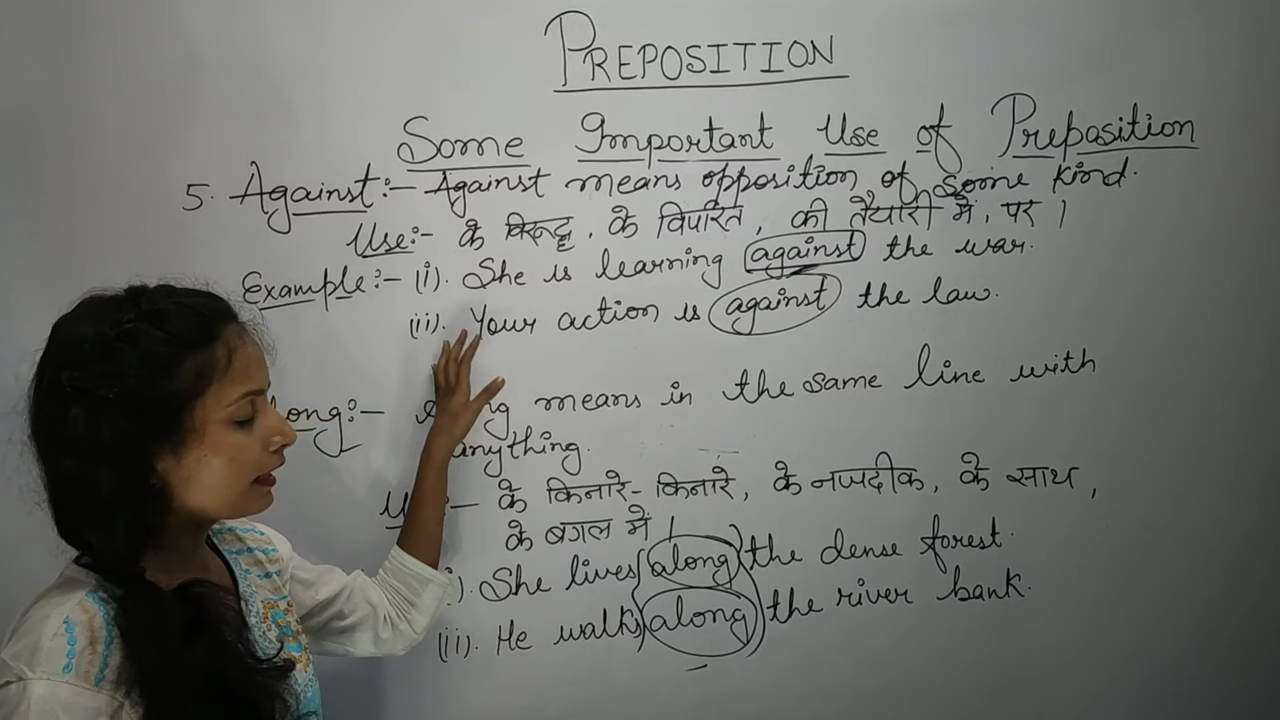 PREPOSITION
Some Important Use of Preposition
5. Against:- Against means opposition of some kind.
Use:- के विरूद्ध, के विपरित, की तैयारी में, पर ।
Example:- (i). She is learning against the war.
(ii). Your action is against the law.
means in the same line with
anything.
के किनारे-किनारे, के नजदीक, के साथ,
के बगल में ।
She lives along the dense forest.
(ii). He walks along the river bank.